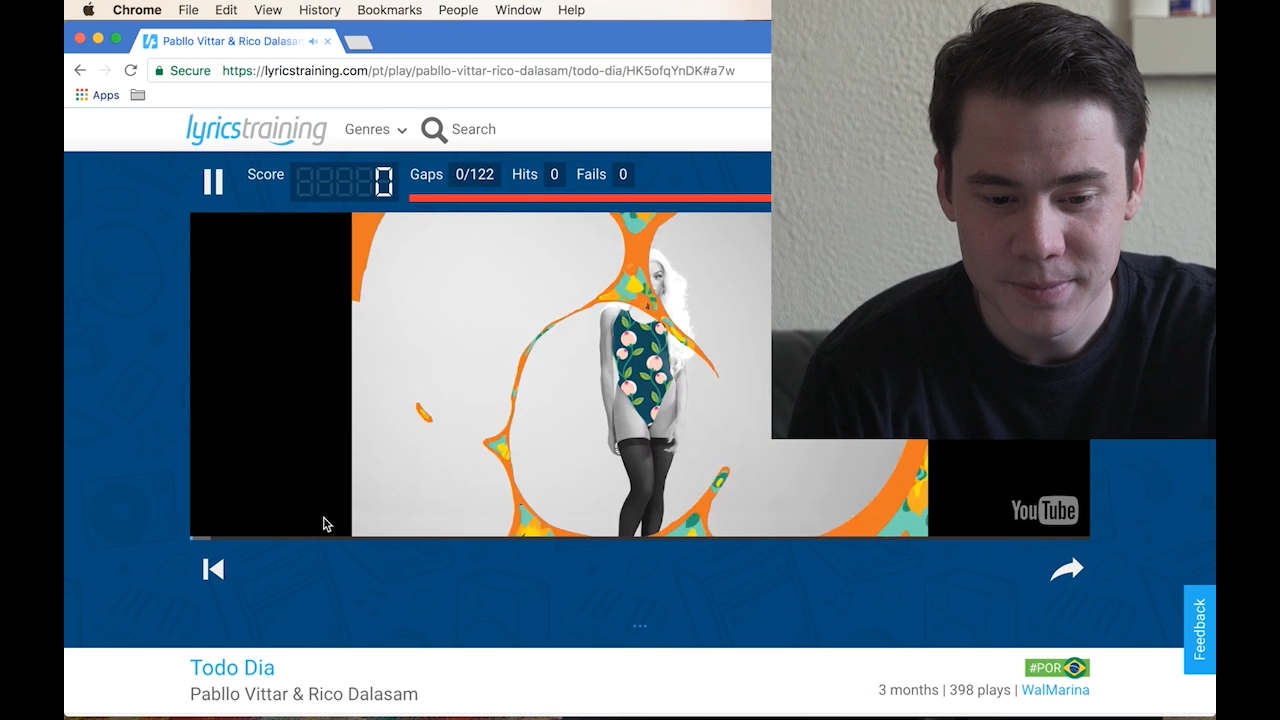 Chrome File Edit View History Bookmarks People Window Help
Pabllo Vittar & Rico Dalasam
Secure https://lyricstraining.com/pt/play/pabllo-vittar-rico-dalasam/todo-dia/HK5ofqYnDK#a7w
Apps
lyricstraining Genres Search
Score 0 Gaps 0/122 Hits 0 Fails 0
YouTube
...
Feedback
Todo Dia
#POR
Pabllo Vittar & Rico Dalasam
3 months | 398 plays | WalMarina